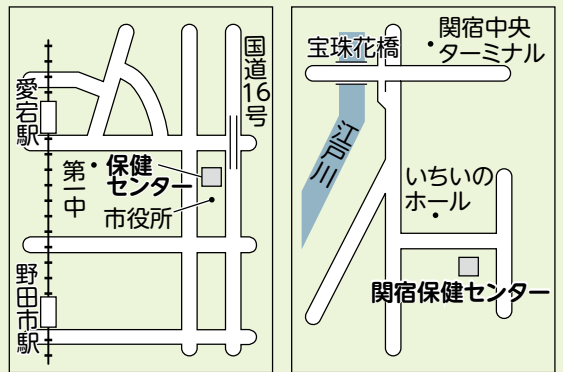 国道16号
愛宕駅
第一中
保健
センター
市役所
野田市駅
宝珠花橋
関宿中央
ターミナル
江戸川
いちいの
ホール
関宿保健センター